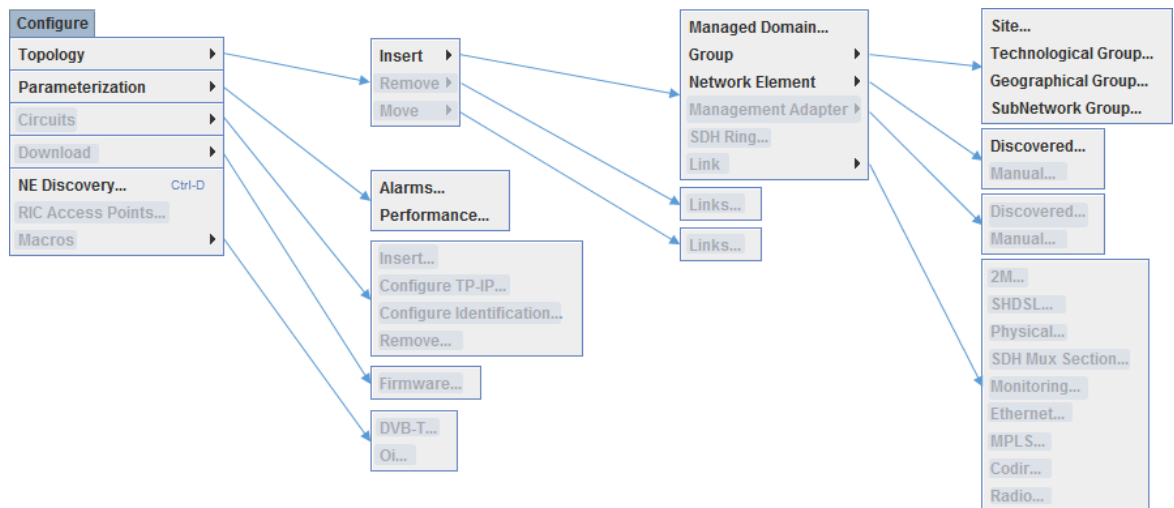 Configure
Topology
Parameterization
Circuits
Download
NE Discovery... Ctrl-D
RIC Access Points...
Macros
Insert
Remove
Move
Alarms...
Performance...
Insert...
Configure TP-IP...
Configure Identification...
Remove...
Firmware...
DVB-T...
Oi...
Managed Domain...
Group
Network Element
Management Adapter
SDH Ring...
Link
Links...
Links...
Site...
Technological Group...
Geographical Group...
SubNetwork Group...
Discovered...
Manual...
Discovered...
Manual...
2M...
SHDSL...
Physical...
SDH Mux Section...
Monitoring...
Ethernet...
MPLS...
Codir...
Radio...